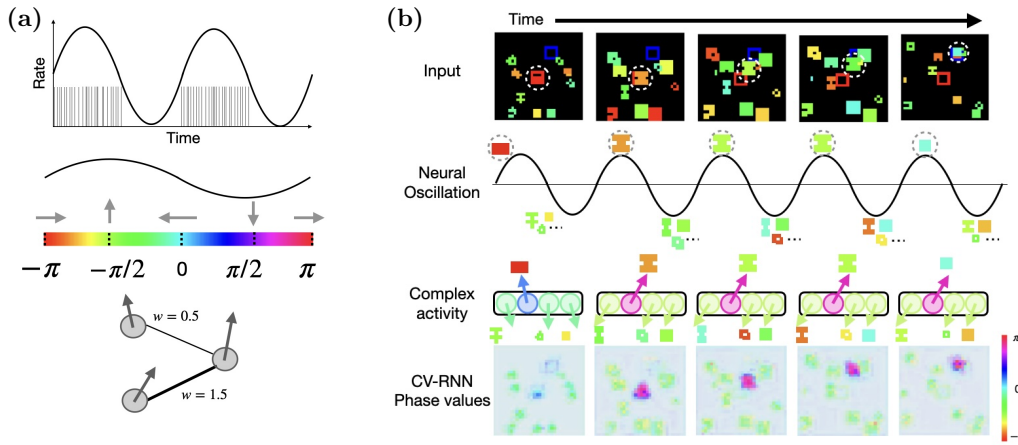 (a)
Rate
Time
−π
−π/2
0
π/2
π
w = 0.5
w = 1.5
(b)
Time
Input
Neural
Oscillation
...
...
...
...
...
Complex
activity
CV-RNN
Phase values
π
0